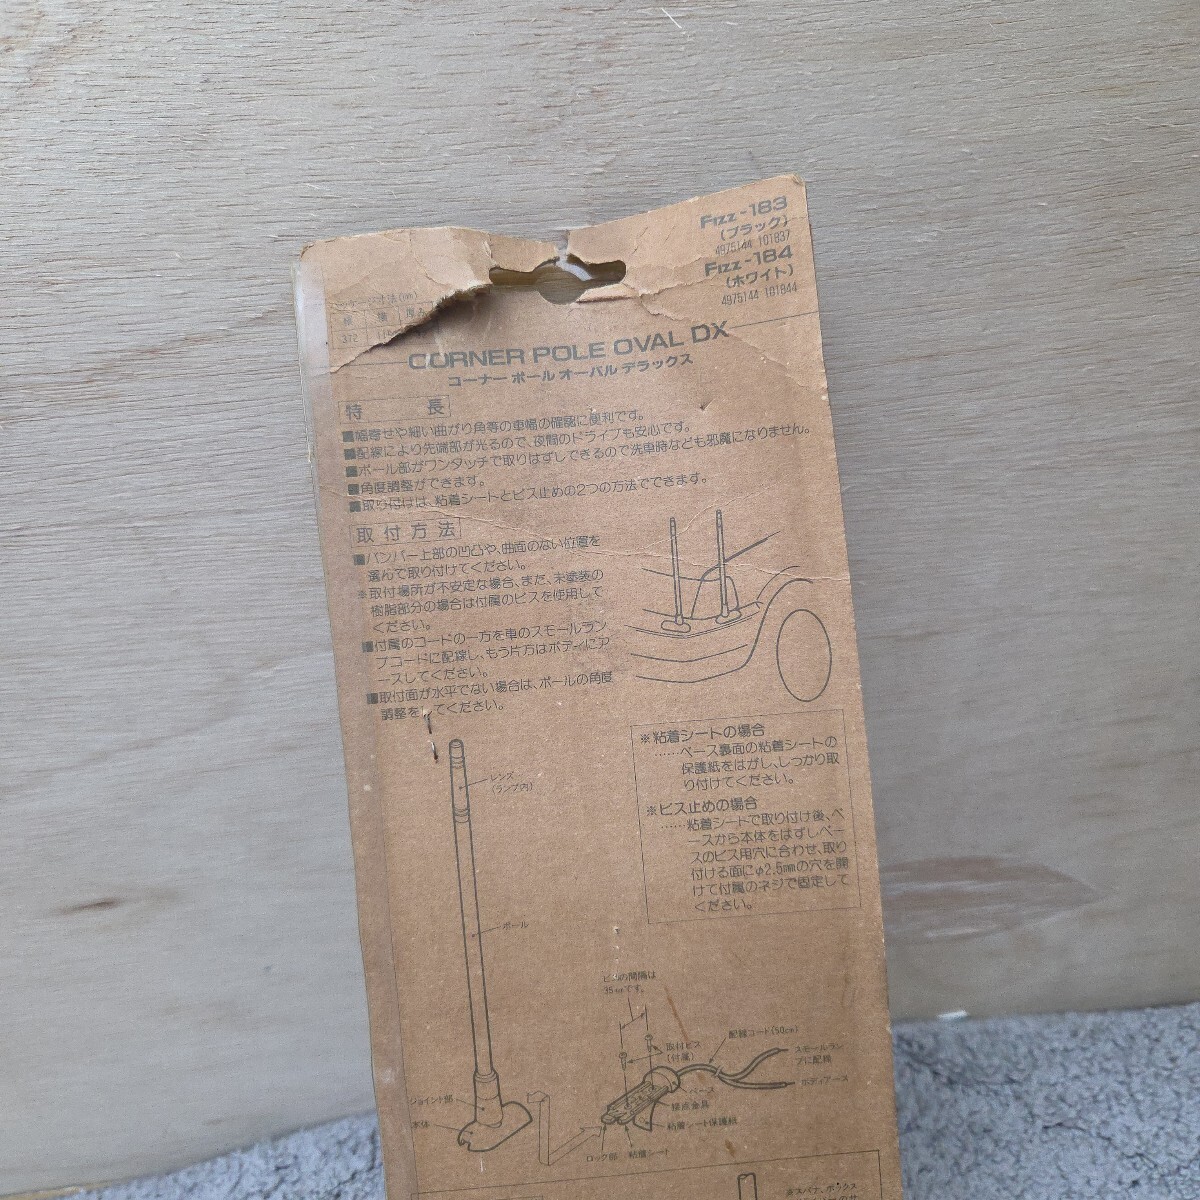 Fizz-183
(ブラック)
4975144 101837
Fizz-184
(ホワイト)
4975144 101844
372
CORNER POLE OVAL DX
コーナー ポール オーバル デラックス
特 長
■幅寄せや細い曲がり角等の車幅の確認に便利です。
■配線により先端部が光るので、夜間のドライブも安心です。
■ポール部がワンタッチで取りはずしできるので洗車時なども邪魔になりません。
■角度調整ができます。
■取り付けは、粘着シートとビス止めの2つの方法でできます。
取付方法
■バンパー上部の凹凸や、曲面のない位置を
選んで取り付けてください。
※取付場所が不安定な場合、また、未塗装の
樹脂部分の場合は付属のビスを使用して
ください。
■付属のコードの一方を車のスモールラン
プコードに配線し、もう片方はボディにア
ースしてください。
■取付面が水平でない場合は、ポールの角度
調整をしてください。
※粘着シートの場合
……ベース裏面の粘着シートの
保護紙をはがし、しっかり取
り付けてください。
※ビス止めの場合
……粘着シートで取り付け後、ベ
ースから本体をはずしベー
スのビス用穴に合わせ、取り
付ける面にφ2.5mmの穴を開
けて付属のネジで固定して
ください。
レンズ
(ランプ内)
ポール
ジョイント部
本体
ビスの間隔は
35mmです。
取付ビス
(付属)
配線コード(50cm)
スモールラン
プに配線
ボディアース
ベース
接点金具
粘着シート保護紙
ロック部
粘着シート